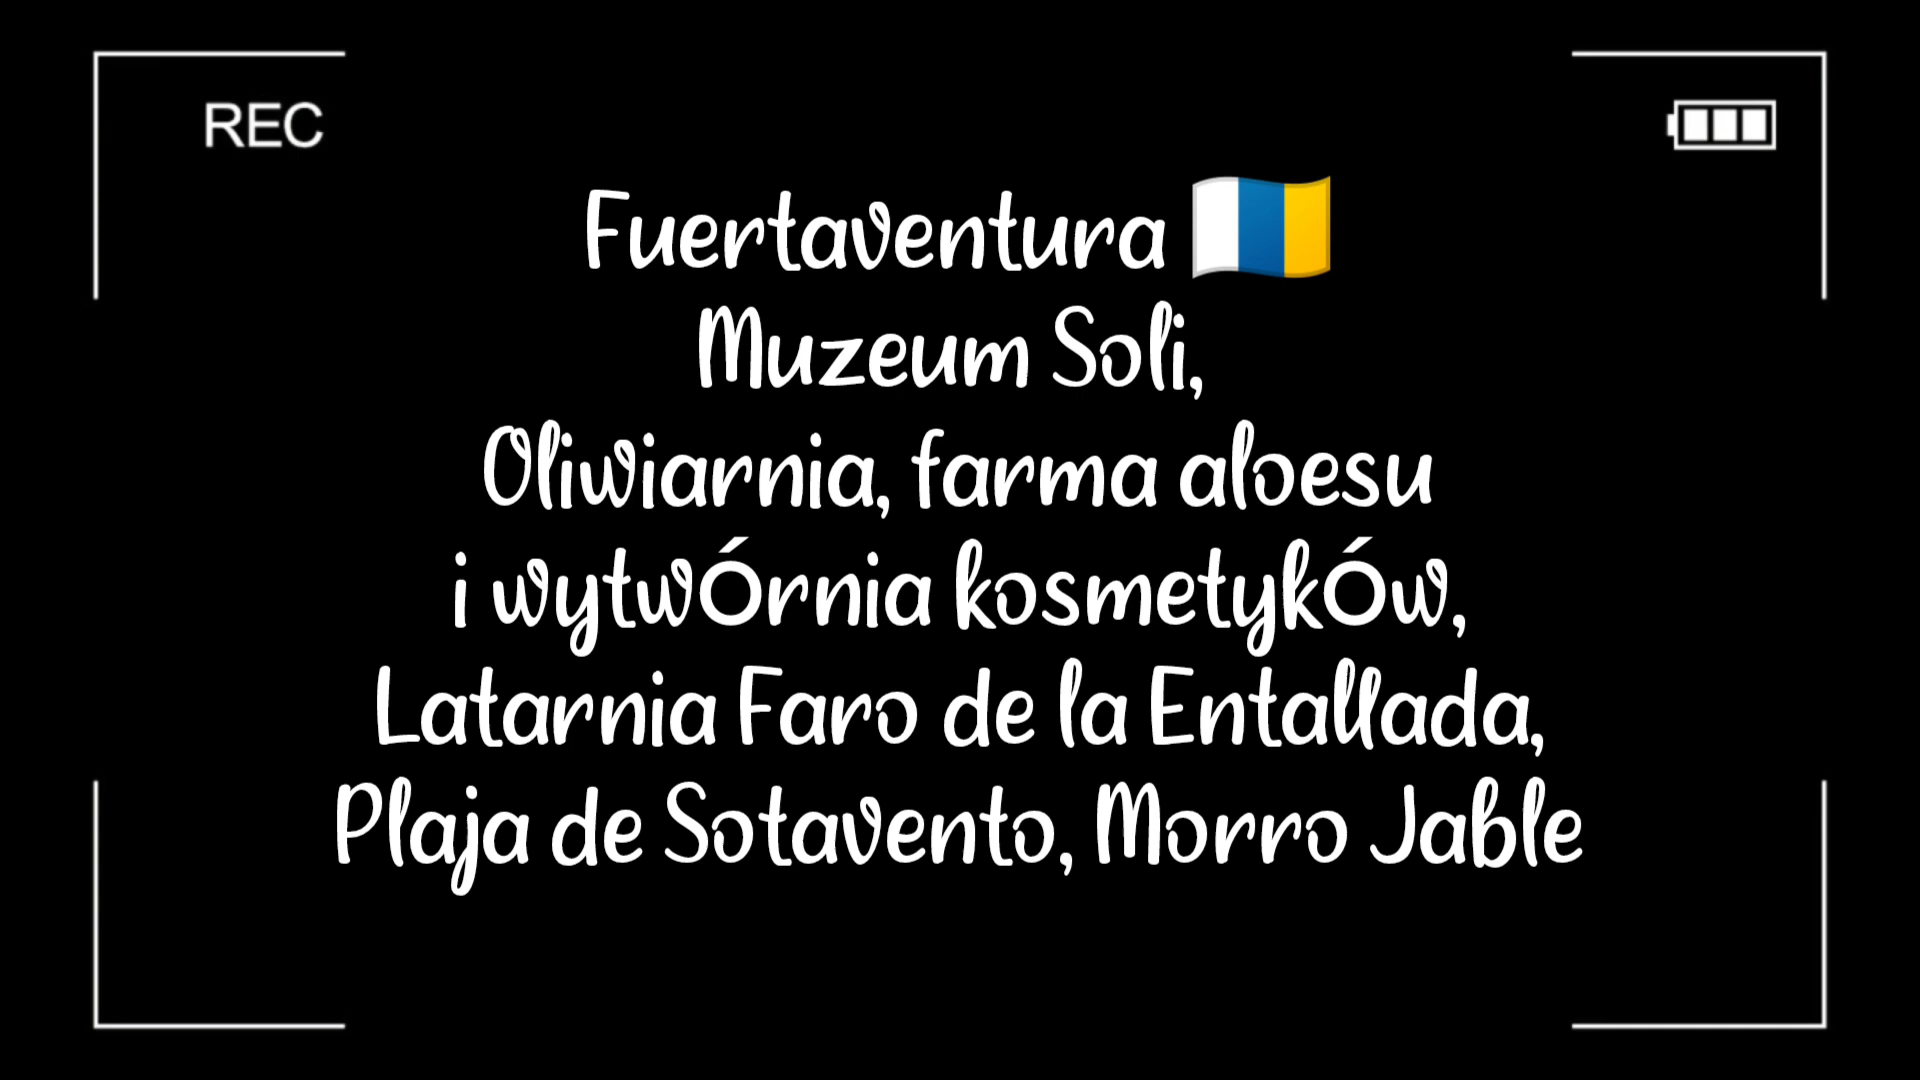 REC
Fuertaventura
Muzeum Soli,
Oliwiarnia, farma aloesu
i wytwórnia kosmetyków,
Latarnia Faro de la Entallada,
Plaja de Sotavento, Morro Jable